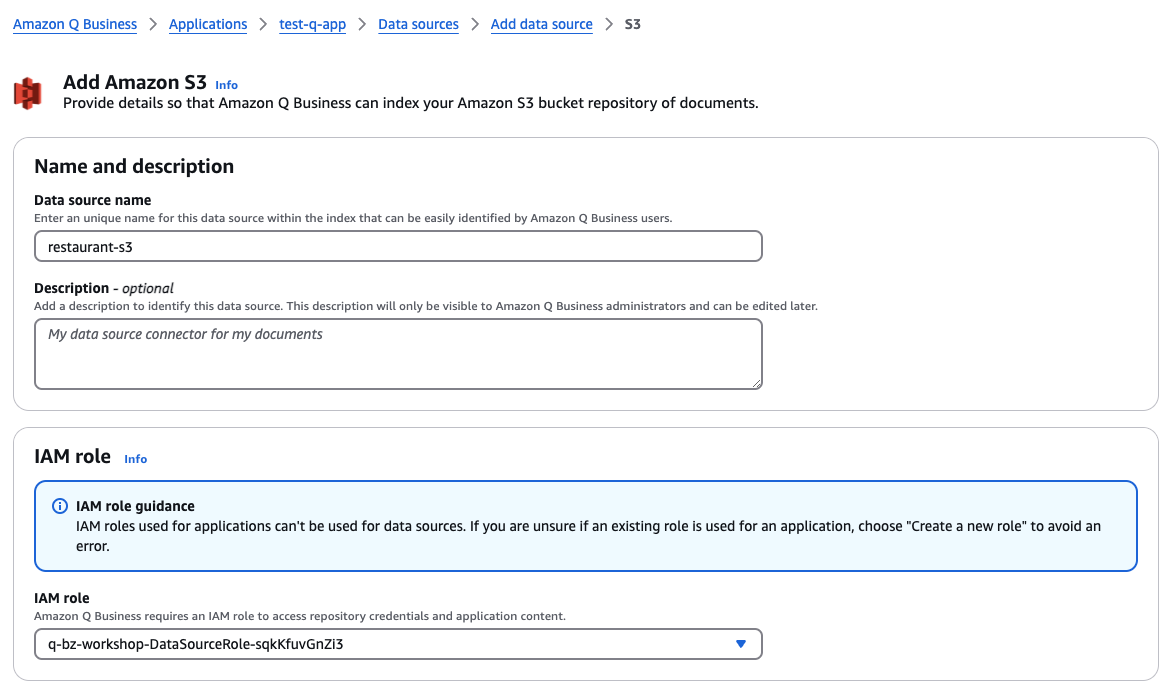 Amazon Q Business > Applications > test-q-app > Data sources > Add data source > S3
Add Amazon S3 Info
Provide details so that Amazon Q Business can index your Amazon S3 bucket repository of documents.
Name and description
Data source name
Enter an unique name for this data source within the index that can be easily identified by Amazon Q Business users.
restaurant-s3
Description - optional
Add a description to identify this data source. This description will only be visible to Amazon Q Business administrators and can be edited later.
My data source connector for my documents
IAM role Info
IAM role guidance
IAM roles used for applications can't be used for data sources. If you are unsure if an existing role is used for an application, choose "Create a new role" to avoid an
error.
IAM role
Amazon Q Business requires an IAM role to access repository credentials and application content.
q-bz-workshop-DataSourceRole-sqkKfuvGnZi3